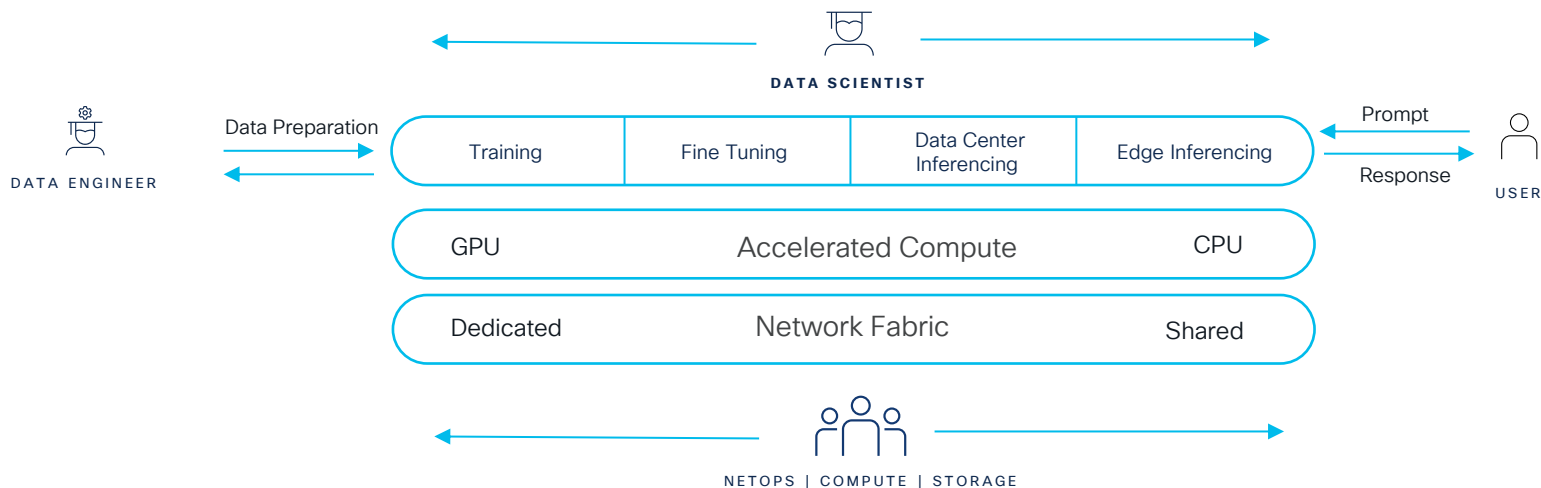 DATA SCIENTIST
DATA ENGINEER
Data Preparation
Training
Fine Tuning
Data Center
Inferencing
Edge Inferencing
Prompt
Response
USER
GPU
Accelerated Compute
CPU
Dedicated
Network Fabric
Shared
NETOPS | COMPUTE | STORAGE